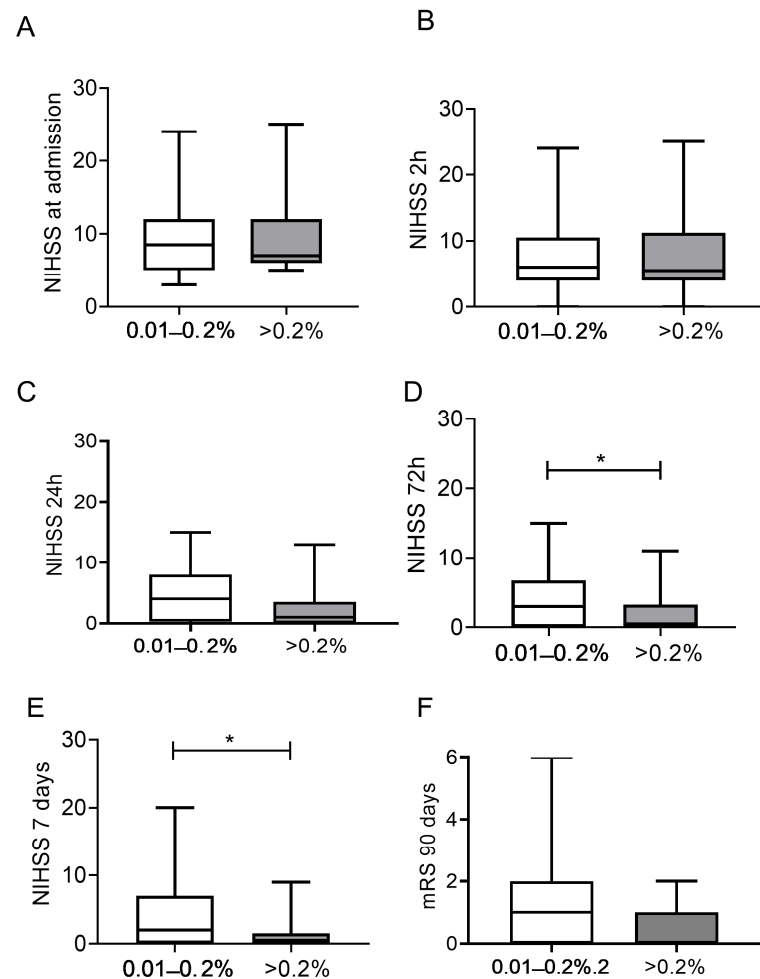 A
NIHSS at admission
30
20
10
0
0.01–0.2% >0.2%
B
NIHSS 2h
30
20
10
0
0.01–0.2% >0.2%
C
NIHSS 24h
30
20
10
0
0.01–0.2% >0.2%
D
NIHSS 72h
30
20
10
0
*
0.01–0.2% >0.2%
E
NIHSS 7 days
30
20
10
0
*
0.01–0.2% >0.2%
F
mRS 90 days
6
4
2
0
0.01–0.2%.2 >0.2%